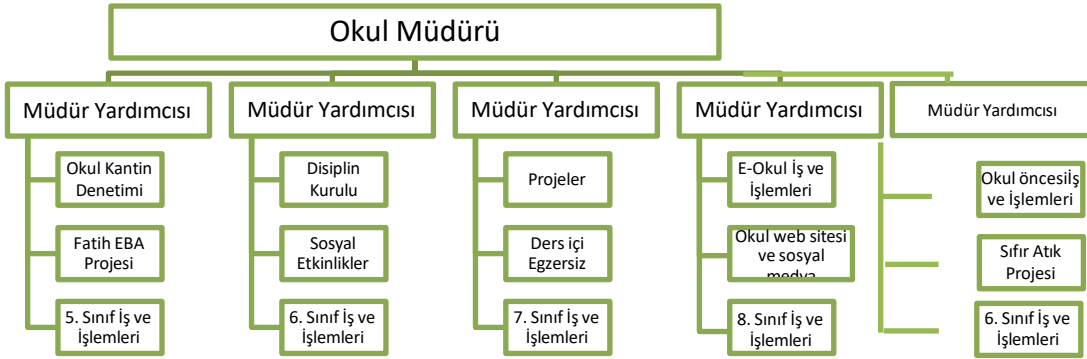 Okul Müdürü
Müdür Yardımcısı
Okul Kantin
Denetimi
Fatih EBA
Projesi
5. Sınıf İş ve
İşlemleri
Müdür Yardımcısı
Disiplin
Kurulu
Sosyal
Etkinlikler
6. Sınıf İş ve
İşlemleri
Müdür Yardımcısı
Projeler
Ders içi
Egzersiz
7. Sınıf İş ve
İşlemleri
Müdür Yardımcısı
E-Okul İş ve
İşlemleri
Okul web sitesi
ve sosyal
medya
8. Sınıf İş ve
İşlemleri
Müdür Yardımcısı
Okul öncesiİş
ve İşlemleri
Sıfır Atık
Projesi
6. Sınıf İş ve
İşlemleri